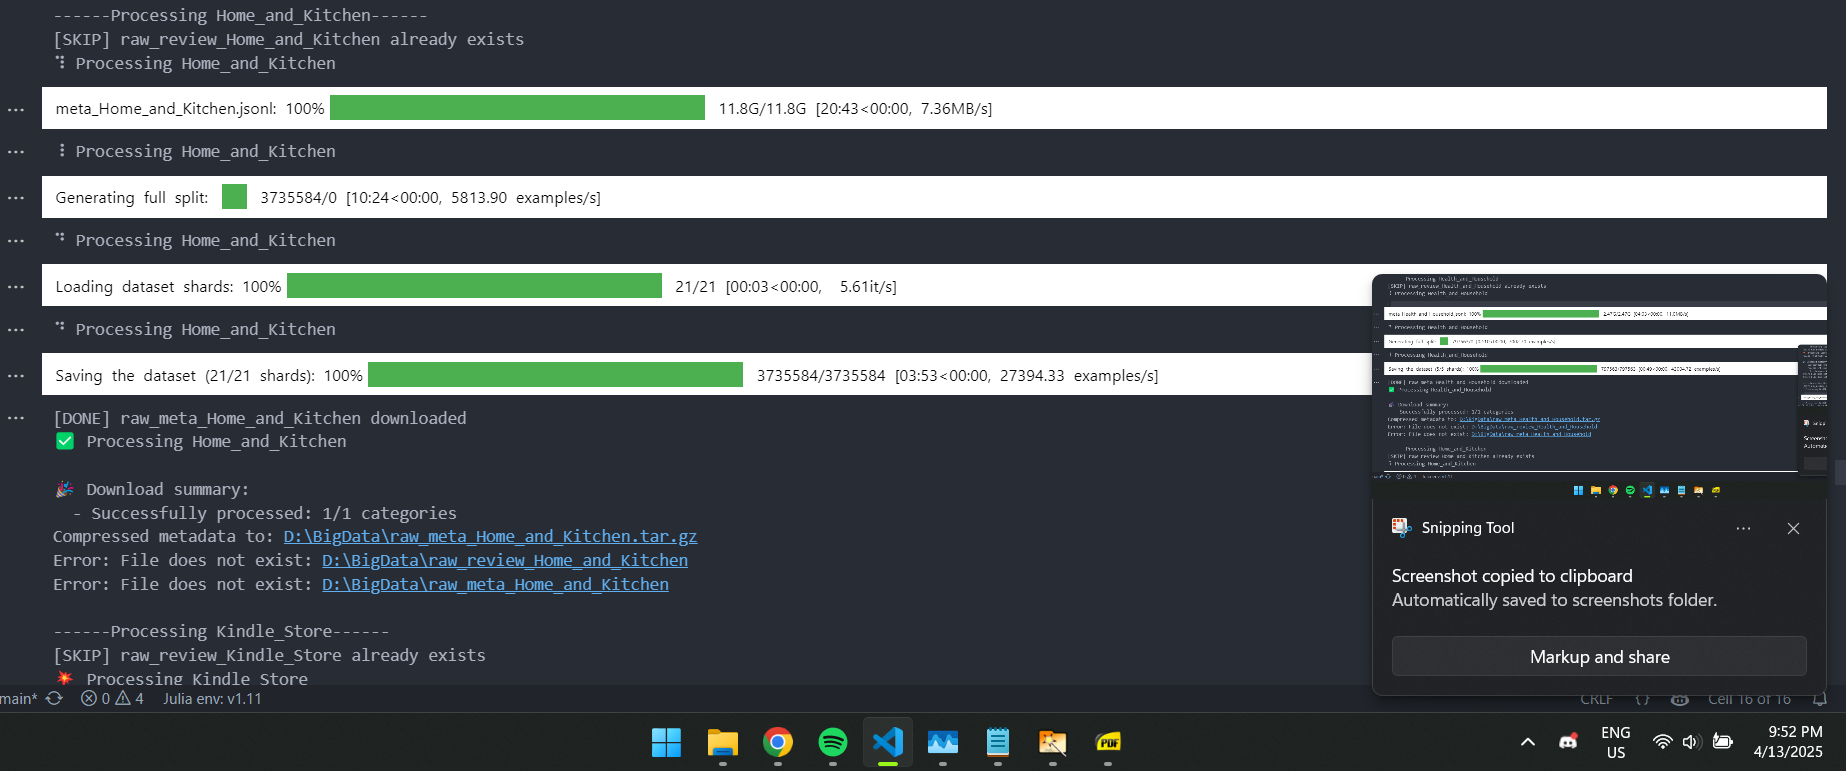 ------Processing Home_and_Kitchen------
[SKIP] raw_review_Home_and_Kitchen already exists
Processing Home_and_Kitchen
meta_Home_and_Kitchen.jsonl: 100% 11.8G/11.8G [20:43<00:00, 7.36MB/s]
Processing Home_and_Kitchen
Generating full split: 3735584/0 [10:24<00:00, 5813.90 examples/s]
Processing Home_and_Kitchen
Loading dataset shards: 100% 21/21 [00:03<00:00, 5.61it/s]
Processing Home_and_Kitchen
Saving the dataset (21/21 shards): 100% 3735584/3735584 [03:53<00:00, 27394.33 examples/s]
[DONE] raw_meta_Home_and_Kitchen downloaded
✅ Processing Home_and_Kitchen
🎉 Download summary:
- Successfully processed: 1/1 categories
Compressed metadata to: D:\BigData\raw_meta_Home_and_Kitchen.tar.gz
Error: File does not exist: D:\BigData\raw_review_Home_and_Kitchen
Error: File does not exist: D:\BigData\raw_meta_Home_and_Kitchen
------Processing Kindle_Store------
[SKIP] raw_review_Kindle_Store already exists
💥 Processing Kindle_Store
Snipping Tool
Screenshot copied to clipboard
Automatically saved to screenshots folder.
Markup and share
main* 0 4 Julia env: v1.11
CRLF {} Cell 16 of 16
PDF
ENG
US
9:52 PM
4/13/2025